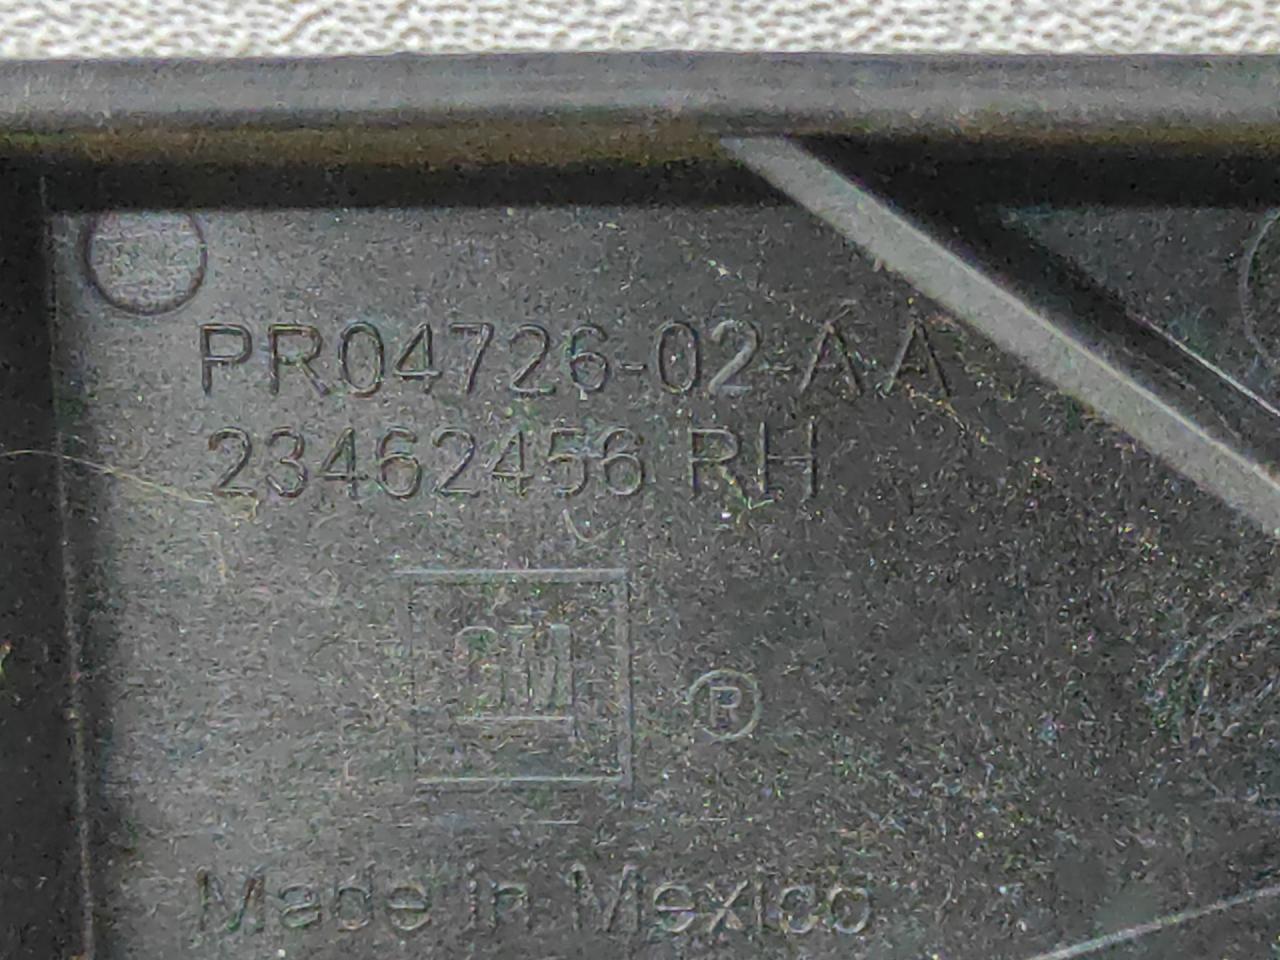 PR04726-02-AA
23462456 RH
GM
®
Made in Mexico